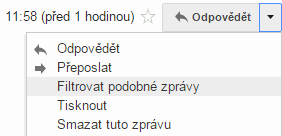 11:58 (před 1 hodinou) Odpovědět
Odpovědět
Přeposlat
Filtrovat podobné zprávy
Tisknout
Smazat tuto zprávu